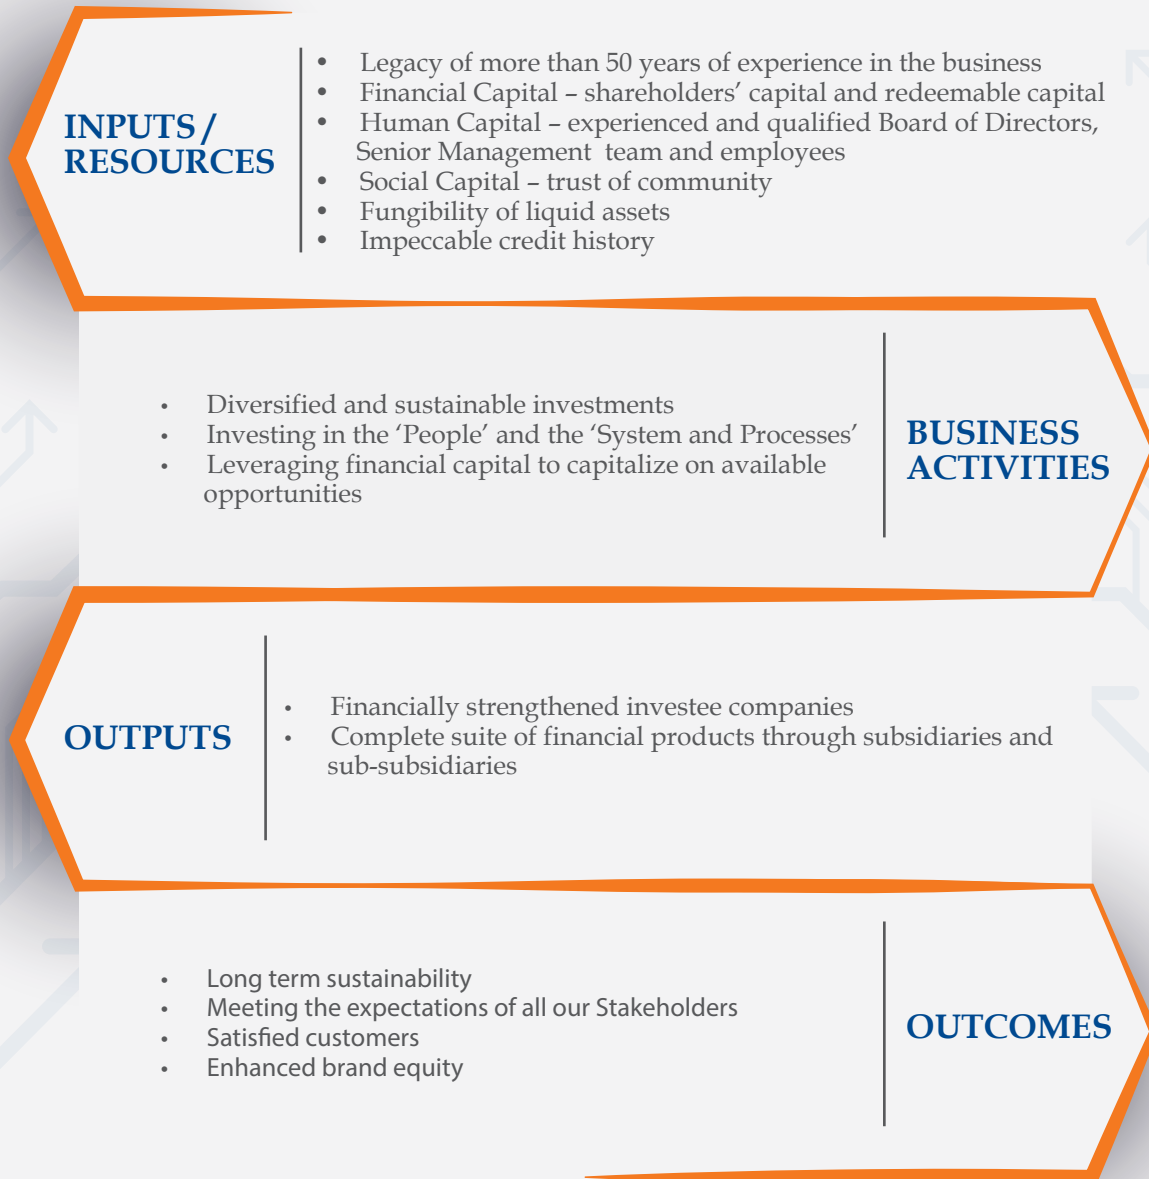 INPUTS /
RESOURCES
• Legacy of more than 50 years of experience in the business
• Financial Capital – shareholders’ capital and redeemable capital
• Human Capital – experienced and qualified Board of Directors,
Senior Management team and employees
• Social Capital – trust of community
• Fungibility of liquid assets
• Impeccable credit history
• Diversified and sustainable investments
• Investing in the ‘People’ and the ‘System and Processes’
• Leveraging financial capital to capitalize on available
opportunities
BUSINESS
ACTIVITIES
OUTPUTS
• Financially strengthened investee companies
• Complete suite of financial products through subsidiaries and
sub-subsidiaries
• Long term sustainability
• Meeting the expectations of all our Stakeholders
• Satisfied customers
• Enhanced brand equity
OUTCOMES